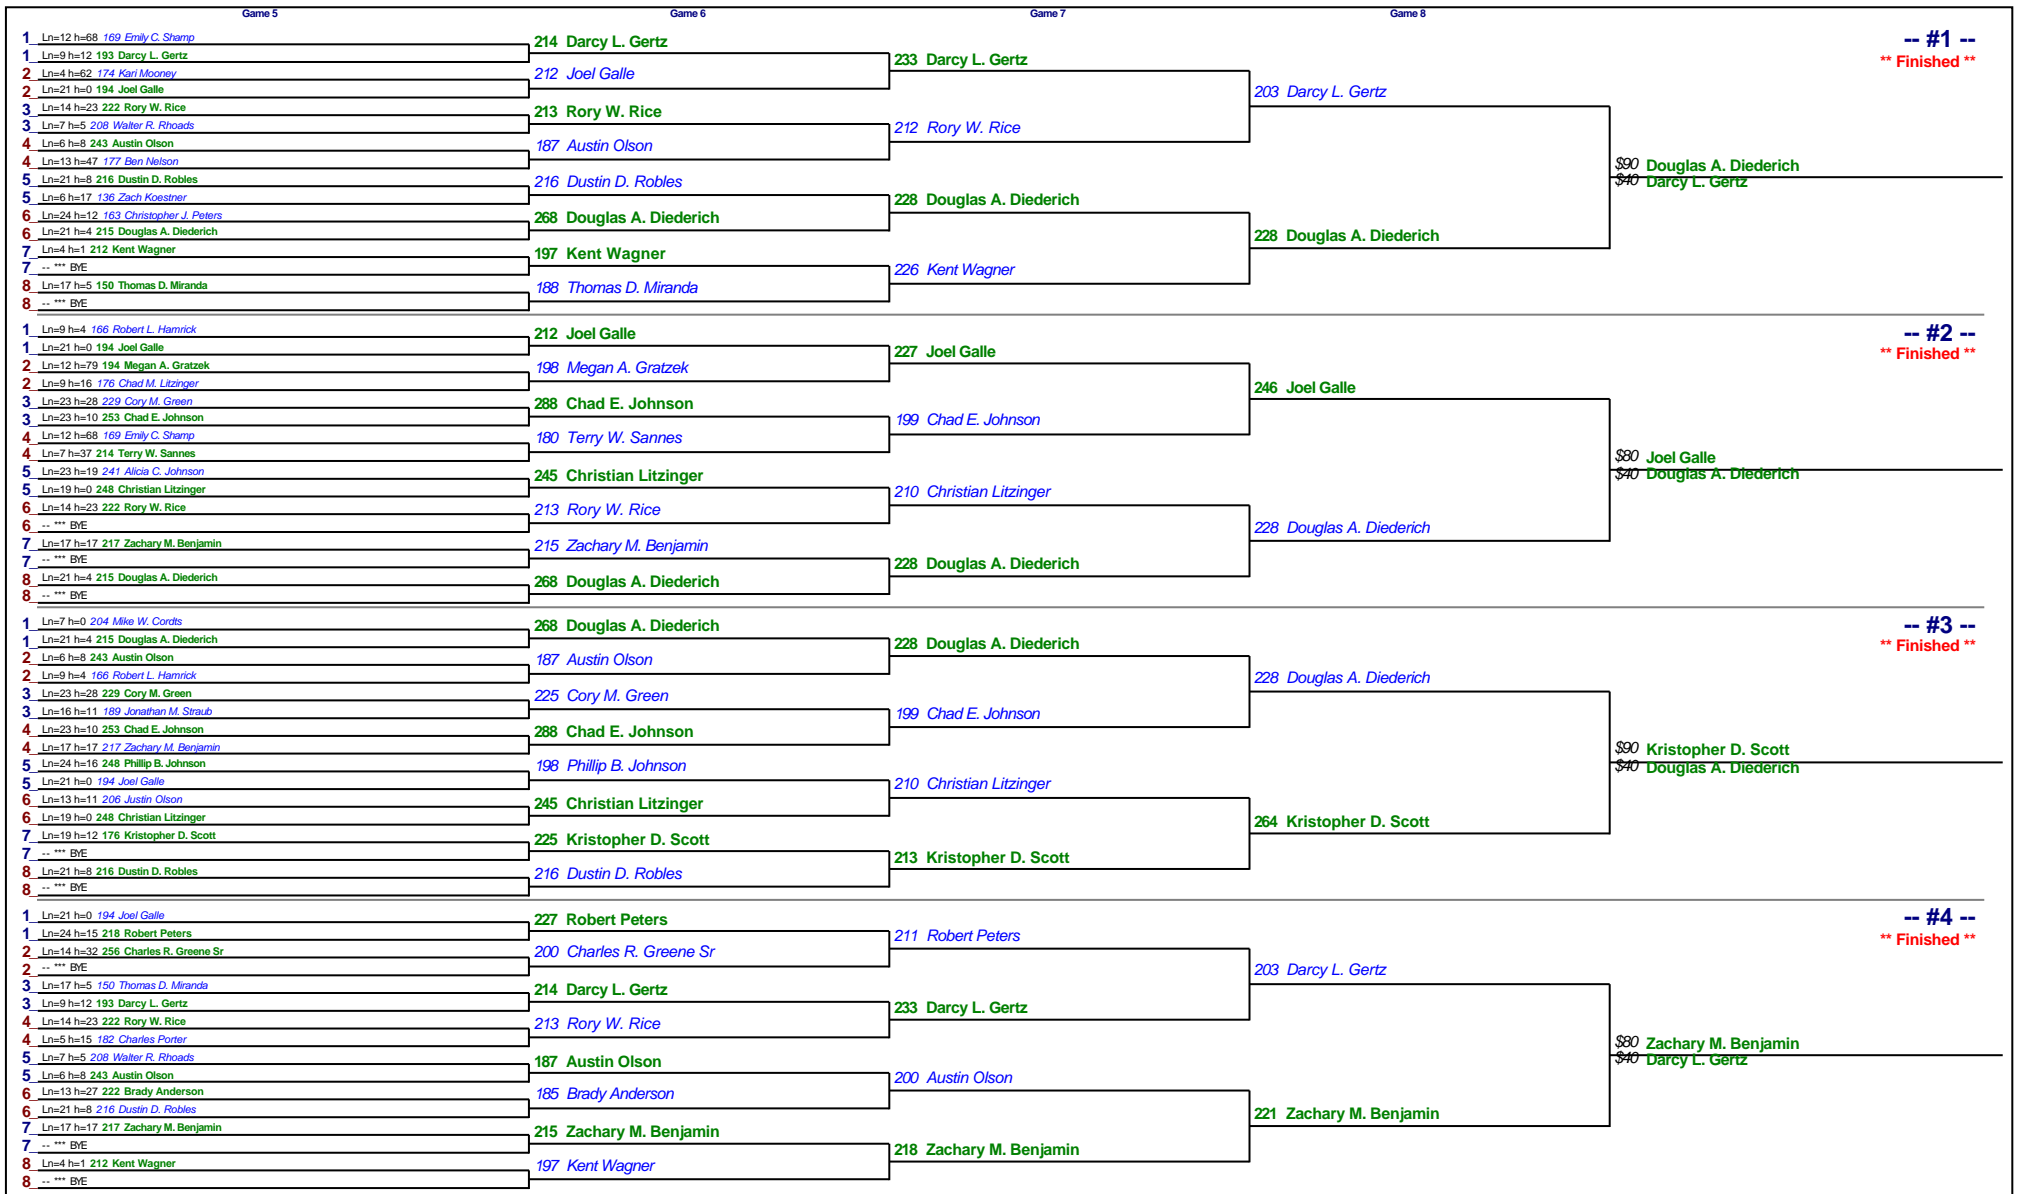 Game 5 Game 6 Game 7 Game 8
-- #1 --
** Finished **
1 Ln=12 h=68 169 Emily C. Shamp
1 Ln=9 h=12 193 Darcy L. Gertz
2 Ln=4 h=62 174 Kari Mooney
2 Ln=21 h=0 194 Joel Galle
3 Ln=14 h=23 222 Rory W. Rice
3 Ln=7 h=5 208 Walter R. Rhoads
4 Ln=6 h=8 243 Austin Olson
4 Ln=13 h=47 177 Ben Nelson
5 Ln=21 h=8 216 Dustin D. Robles
5 Ln=6 h=17 136 Zach Koestner
6 Ln=24 h=12 163 Christopher J. Peters
6 Ln=21 h=4 215 Douglas A. Diederich
7 Ln=4 h=1 212 Kent Wagner
7 -- *** BYE
8 Ln=17 h=5 150 Thomas D. Miranda
8 -- *** BYE
214 Darcy L. Gertz
212 Joel Galle
213 Rory W. Rice
187 Austin Olson
216 Dustin D. Robles
268 Douglas A. Diederich
197 Kent Wagner
188 Thomas D. Miranda
233 Darcy L. Gertz
212 Rory W. Rice
228 Douglas A. Diederich
226 Kent Wagner
203 Darcy L. Gertz
228 Douglas A. Diederich
$90 Douglas A. Diederich
$40 Darcy L. Gertz
-- #2 --
** Finished **
1 Ln=9 h=4 166 Robert L. Hamrick
1 Ln=21 h=0 194 Joel Galle
2 Ln=12 h=79 194 Megan A. Gratzek
2 Ln=9 h=16 176 Chad M. Litzinger
3 Ln=23 h=28 229 Cory M. Green
3 Ln=23 h=10 253 Chad E. Johnson
4 Ln=12 h=68 169 Emily C. Shamp
4 Ln=7 h=37 214 Terry W. Sannes
5 Ln=23 h=19 241 Alicia C. Johnson
5 Ln=19 h=0 248 Christian Litzinger
6 Ln=14 h=23 222 Rory W. Rice
6 -- *** BYE
7 Ln=17 h=17 217 Zachary M. Benjamin
7 -- *** BYE
8 Ln=21 h=4 215 Douglas A. Diederich
8 -- *** BYE
212 Joel Galle
198 Megan A. Gratzek
288 Chad E. Johnson
180 Terry W. Sannes
245 Christian Litzinger
213 Rory W. Rice
215 Zachary M. Benjamin
268 Douglas A. Diederich
227 Joel Galle
199 Chad E. Johnson
210 Christian Litzinger
228 Douglas A. Diederich
246 Joel Galle
228 Douglas A. Diederich
$80 Joel Galle
$40 Douglas A. Diederich
-- #3 --
** Finished **
1 Ln=7 h=0 204 Mike W. Cordts
1 Ln=21 h=4 215 Douglas A. Diederich
2 Ln=6 h=8 243 Austin Olson
2 Ln=9 h=4 166 Robert L. Hamrick
3 Ln=23 h=28 229 Cory M. Green
3 Ln=16 h=11 189 Jonathan M. Straub
4 Ln=23 h=10 253 Chad E. Johnson
4 Ln=17 h=17 217 Zachary M. Benjamin
5 Ln=24 h=16 248 Phillip B. Johnson
5 Ln=21 h=0 194 Joel Galle
6 Ln=13 h=11 206 Justin Olson
6 Ln=19 h=0 248 Christian Litzinger
7 Ln=19 h=12 176 Kristopher D. Scott
7 -- *** BYE
8 Ln=21 h=8 216 Dustin D. Robles
8 -- *** BYE
268 Douglas A. Diederich
187 Austin Olson
225 Cory M. Green
288 Chad E. Johnson
198 Phillip B. Johnson
245 Christian Litzinger
225 Kristopher D. Scott
216 Dustin D. Robles
228 Douglas A. Diederich
199 Chad E. Johnson
210 Christian Litzinger
213 Kristopher D. Scott
228 Douglas A. Diederich
264 Kristopher D. Scott
$90 Kristopher D. Scott
$40 Douglas A. Diederich
-- #4 --
** Finished **
1 Ln=21 h=0 194 Joel Galle
1 Ln=24 h=15 218 Robert Peters
2 Ln=14 h=32 256 Charles R. Greene Sr
2 -- *** BYE
3 Ln=17 h=5 150 Thomas D. Miranda
3 Ln=9 h=12 193 Darcy L. Gertz
4 Ln=14 h=23 222 Rory W. Rice
4 Ln=5 h=15 182 Charles Porter
5 Ln=7 h=5 208 Walter R. Rhoads
5 Ln=6 h=8 243 Austin Olson
6 Ln=13 h=27 222 Brady Anderson
6 Ln=21 h=8 216 Dustin D. Robles
7 Ln=17 h=17 217 Zachary M. Benjamin
7 -- *** BYE
8 Ln=4 h=1 212 Kent Wagner
8 -- *** BYE
227 Robert Peters
200 Charles R. Greene Sr
214 Darcy L. Gertz
213 Rory W. Rice
187 Austin Olson
185 Brady Anderson
215 Zachary M. Benjamin
197 Kent Wagner
211 Robert Peters
233 Darcy L. Gertz
200 Austin Olson
218 Zachary M. Benjamin
203 Darcy L. Gertz
221 Zachary M. Benjamin
$80 Zachary M. Benjamin
$40 Darcy L. Gertz